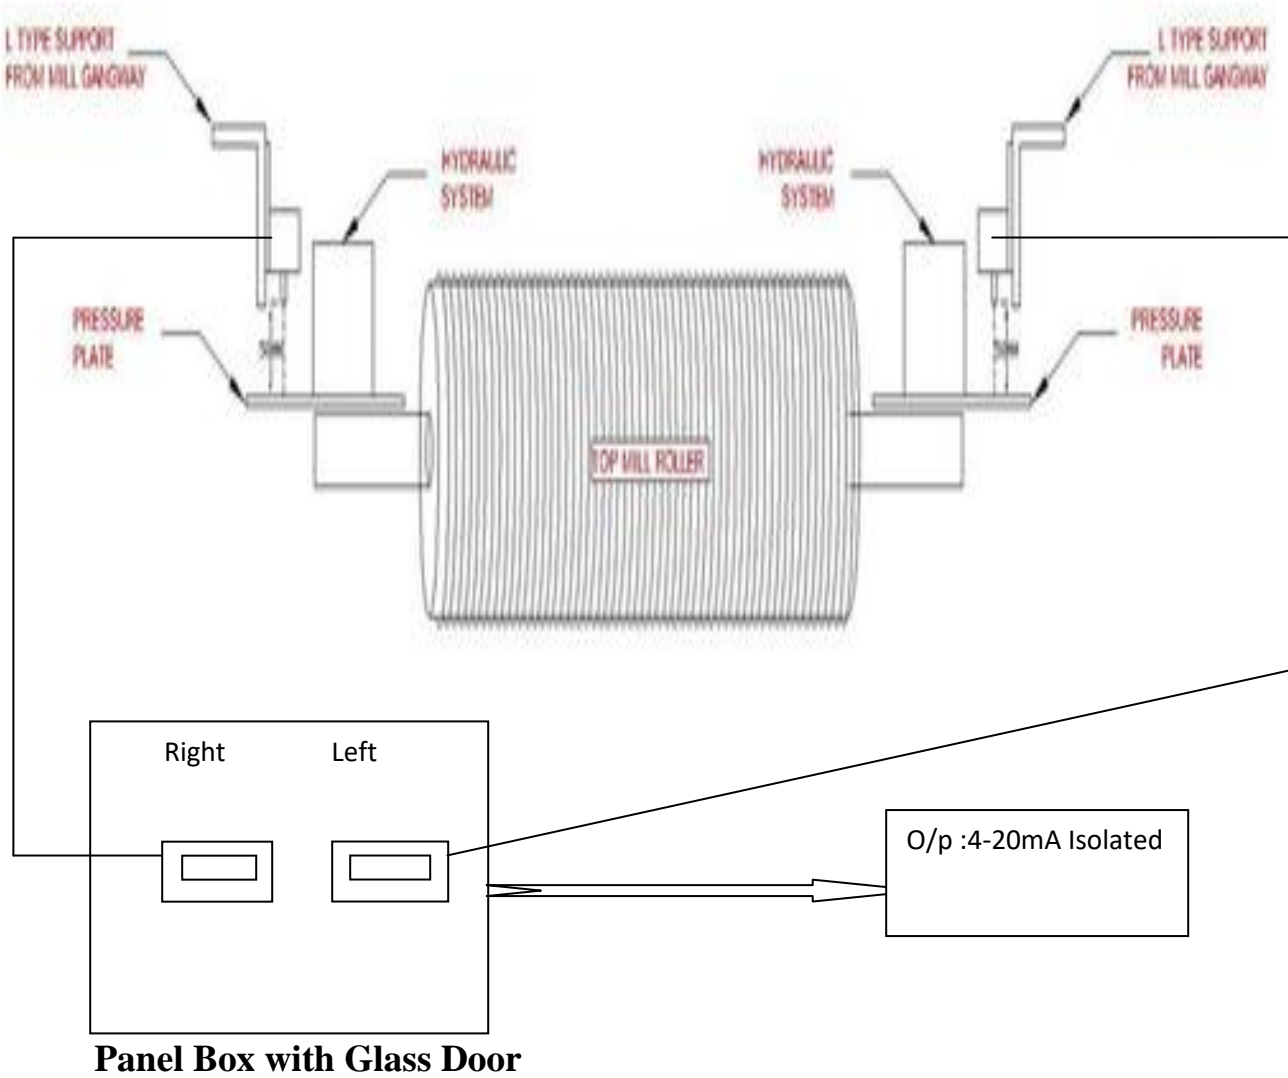 L TYPE SUPPORT
FROM MILL GANGWAY
L TYPE SUPPORT
FROM MILL GANGWAY
HYDRAULIC
SYSTEM
HYDRAULIC
SYSTEM
PRESSURE
PLATE
PRESSURE
PLATE
TOP MILL ROLLER
Right Left
O/p :4-20mA Isolated
Panel Box with Glass Door